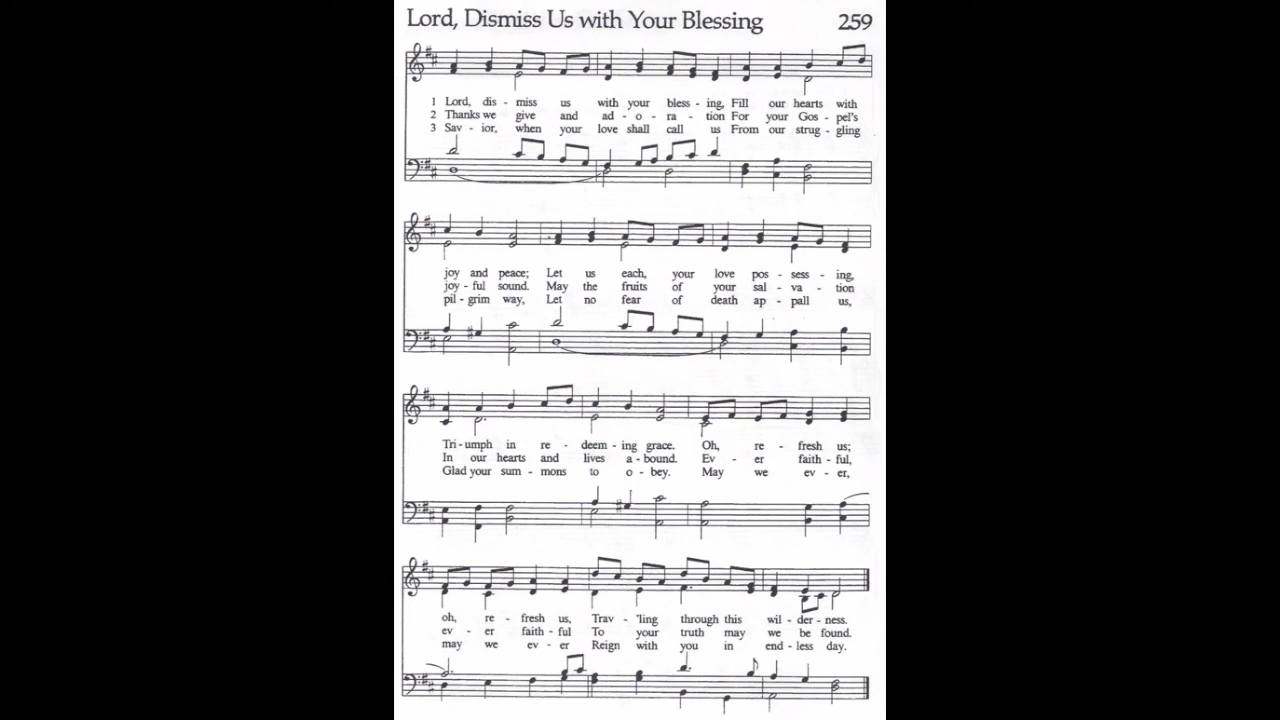 Lord, Dismiss Us with Your Blessing 259
1 Lord, dis - miss us with your bless - ing, Fill our hearts with
2 Thanks we give and ad - o - ra - tion For your Gos - pel's
3 Sav - ior, when your love shall call us From our strug - gling
joy and peace; Let us each, your love pos - sess - ing,
joy - ful sound. May the fruits of your sal - va - tion
pil - grim way, Let no fear of death ap - pall us,
Tri - umph in re - deem - ing grace. Oh, re - fresh us;
In our hearts and lives a - bound. Ev - er faith - ful,
Glad your sum - mons to o - bey. May we ev - er,
oh, re - fresh us, Trav - 'ling through this wil - der - ness.
ev - er faith - ful To your truth may we be found.
may we ev - er Reign with you in end - less day.